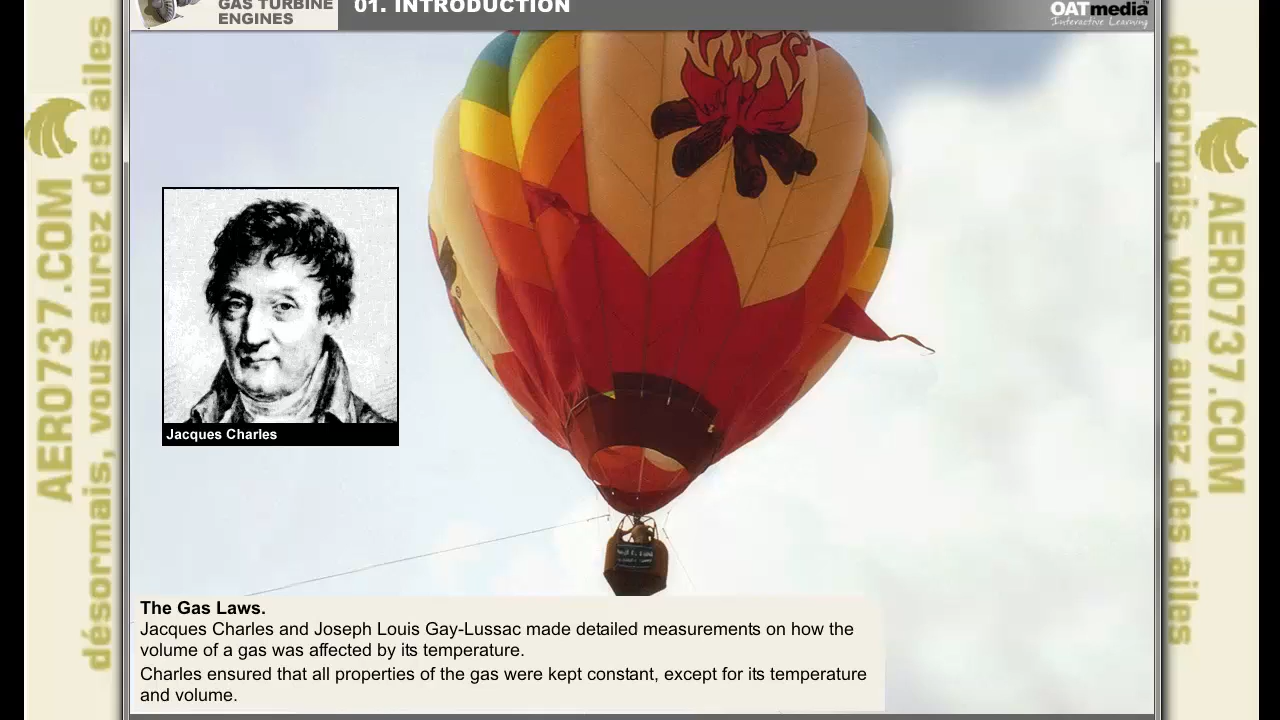 GAS TURBINE
ENGINES
01. INTRODUCTION
OATmedia
Interactive Learning
AERO737.COM
désormais, vous aurez des ailes
Jacques Charles
The Gas Laws.
Jacques Charles and Joseph Louis Gay-Lussac made detailed measurements on how the
volume of a gas was affected by its temperature.
Charles ensured that all properties of the gas were kept constant, except for its temperature
and volume.
AERO737.COM
désormais, vous aurez des ailes